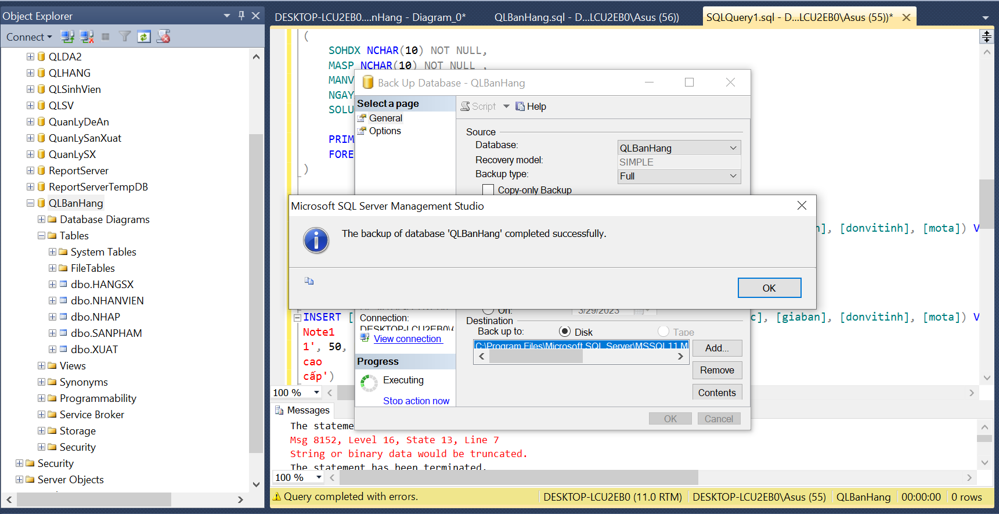 Object Explorer
Connect
QLDA2
QLHANG
QLSinhVien
QLSV
QuanLyDeAn
QuanLySanXuat
QuanLySX
ReportServer
ReportServerTempDB
QLBanHang
Database Diagrams
Tables
System Tables
FileTables
dbo.HANGSX
dbo.NHANVIEN
dbo.NHAP
dbo.SANPHAM
dbo.XUAT
Views
Synonyms
Programmability
Service Broker
Storage
Security
Security
Server Objects
DESKTOP-LCU2EB0....nHang - Diagram_0*
QLBanHang.sql - D...LCU2EB0\Asus (56))
SQLQuery1.sql - D...LCU2EB0\Asus (55))*
(
SOHDX NCHAR(10) NOT NULL,
MASP NCHAR(10) NOT NULL ,
MANV
NGAY
SOLU
PRIM
FORE
)
n], [donvitinh], [mota]) V
INSERT [
c], [giaban], [donvitinh], [mota]) V
Note1
1', 50,
cao
cấp')
100 %
Back Up Database - QLBanHang
Select a page
General
Options
Script
Help
Source
Database:
QLBanHang
Recovery model:
SIMPLE
Backup type:
Full
Copy-only Backup
Microsoft SQL Server Management Studio
The backup of database 'QLBanHang' completed successfully.
OK
On:
3/29/2023
Connection:
DESKTOP-LCU2EB0\A
View connection
Progress
Executing
Stop action now
Destination
Back up to:
Disk
Tape
C:\Program Files\Microsoft SQL Server\MSSQL11.M
Add...
Remove
Contents
OK
Cancel
Messages
The stateme
Msg 8152, Level 16, State 13, Line 7
String or binary data would be truncated.
The statement has been terminated.
100 %
Query completed with errors.
DESKTOP-LCU2EB0 (11.0 RTM)
DESKTOP-LCU2EB0\Asus (55)
QLBanHang
00:00:00
0 rows